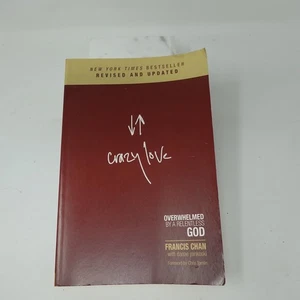 NEW YORK TIMES BESTSELLER
REVISED AND UPDATED
crazy love
OVERWHELMED
BY A RELENTLESS
GOD
FRANCIS CHAN